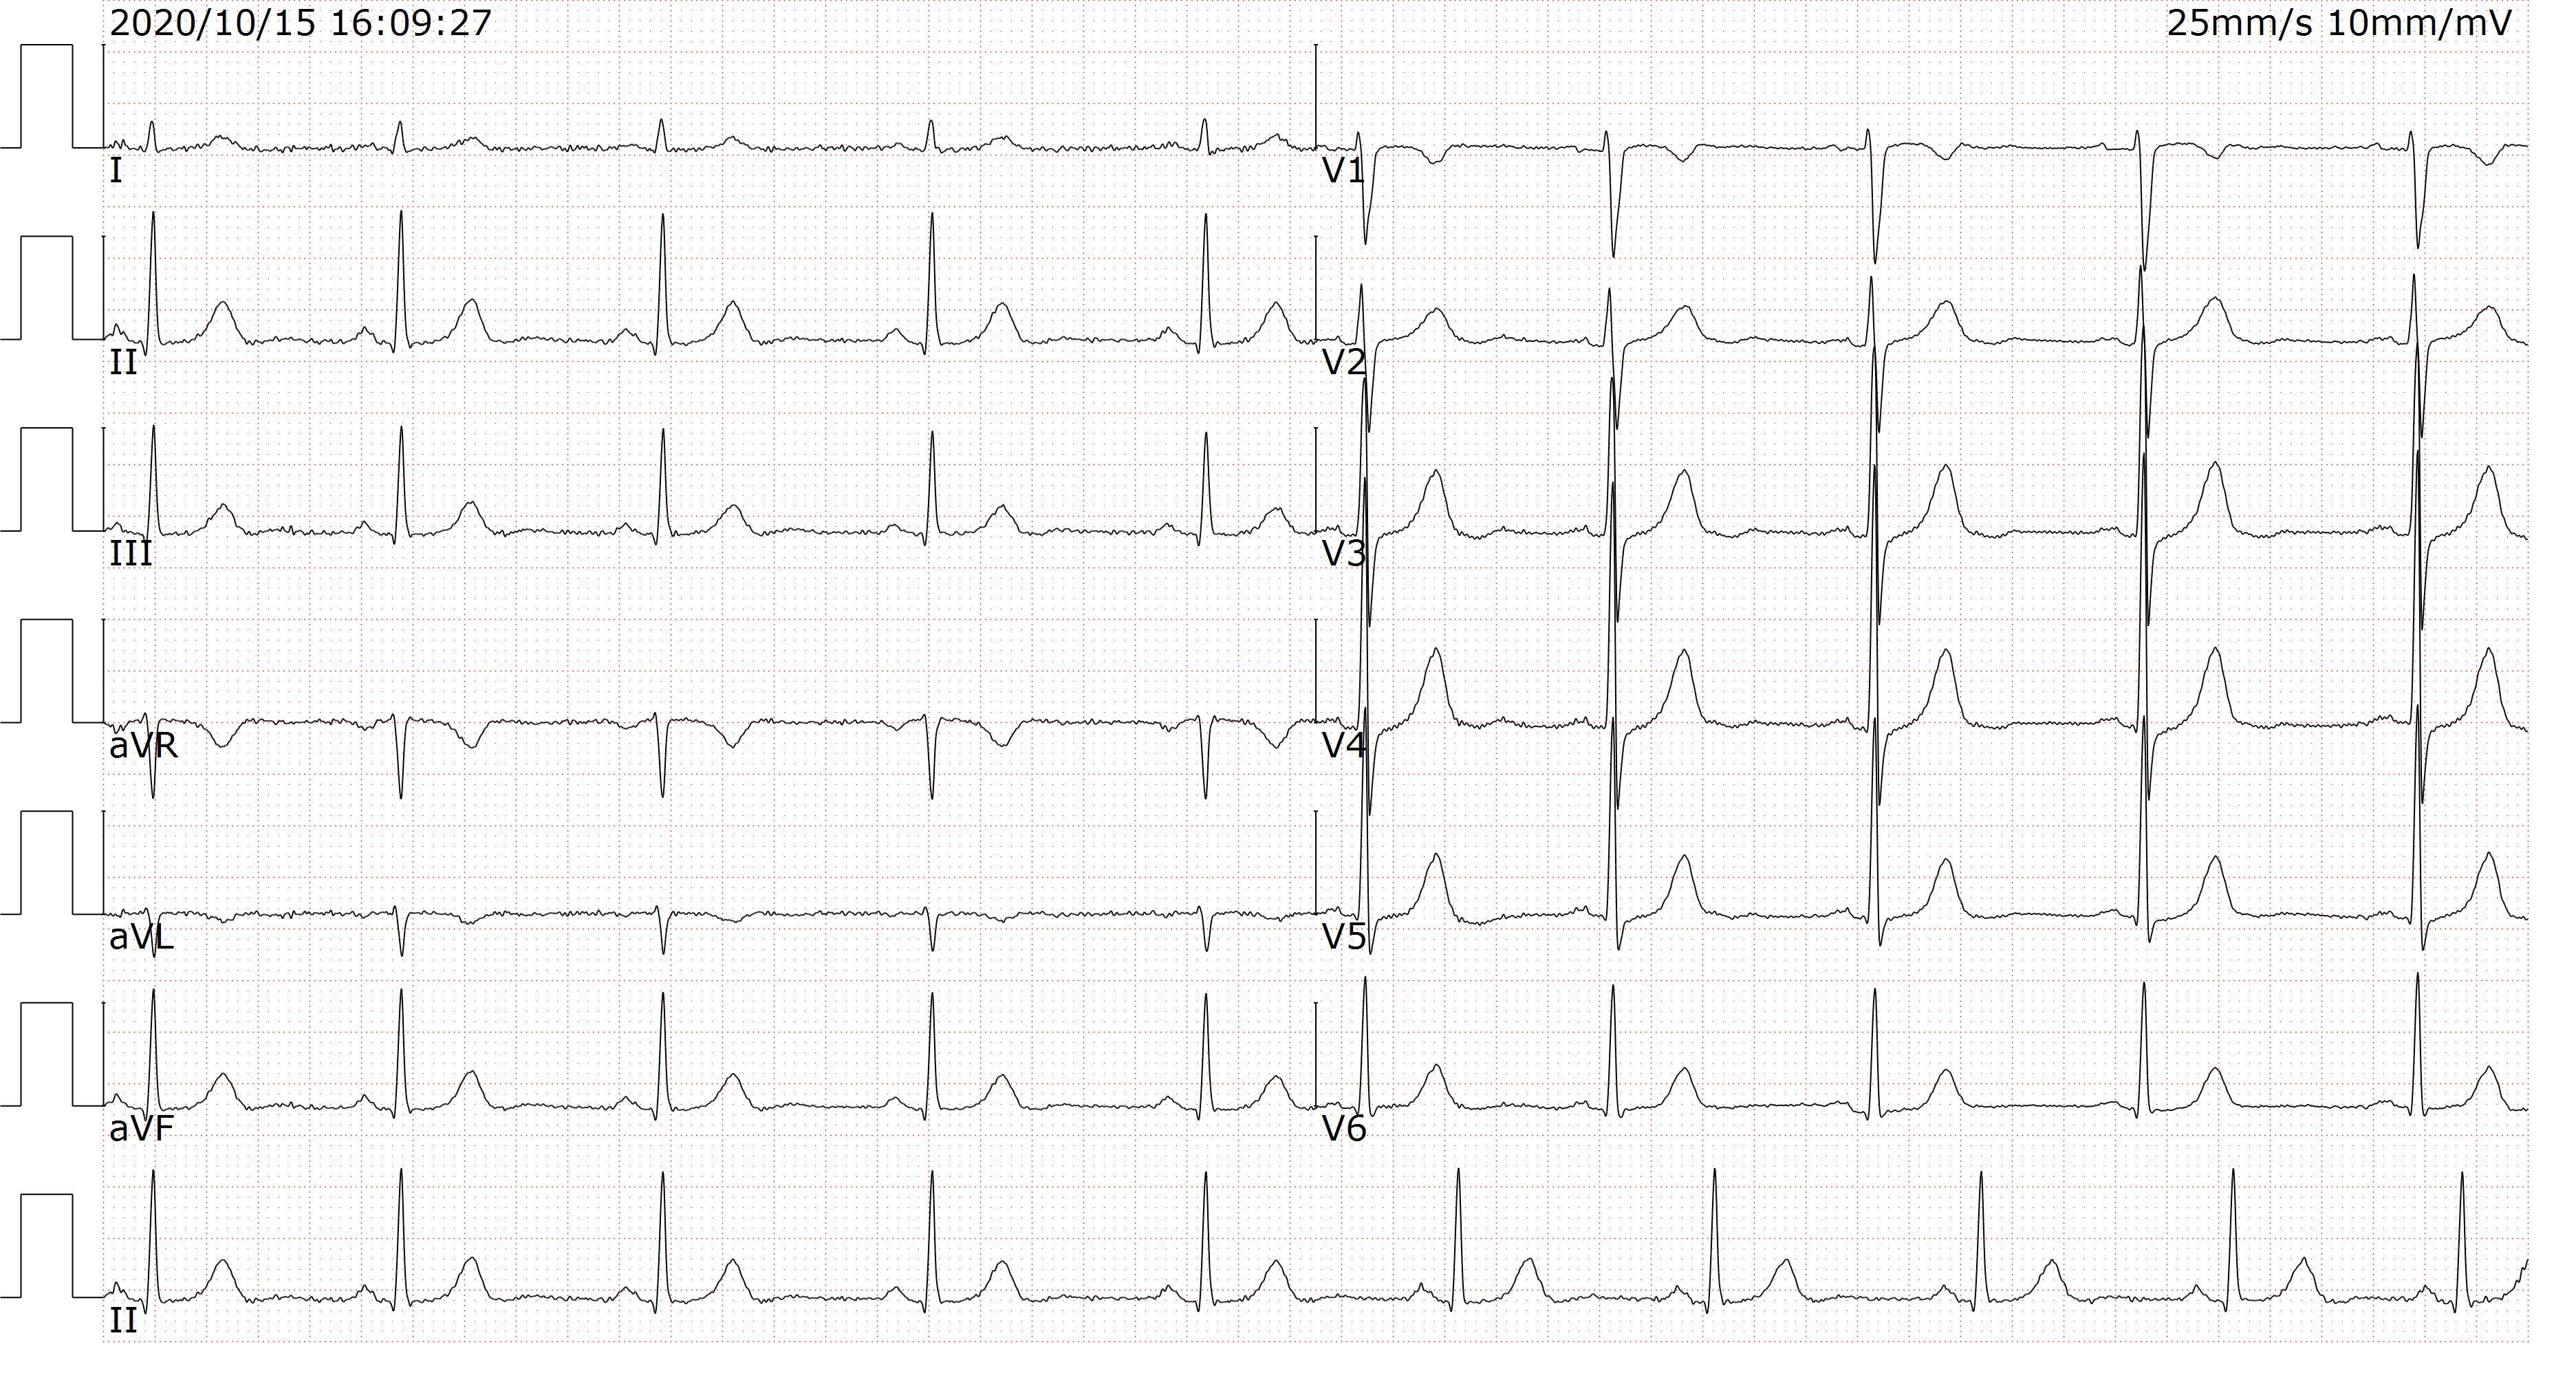 2020/10/15 16:09:27 25mm/s 10mm/mV
I V1
II V2
III V3
aVR V4
aVL V5
aVF V6
II